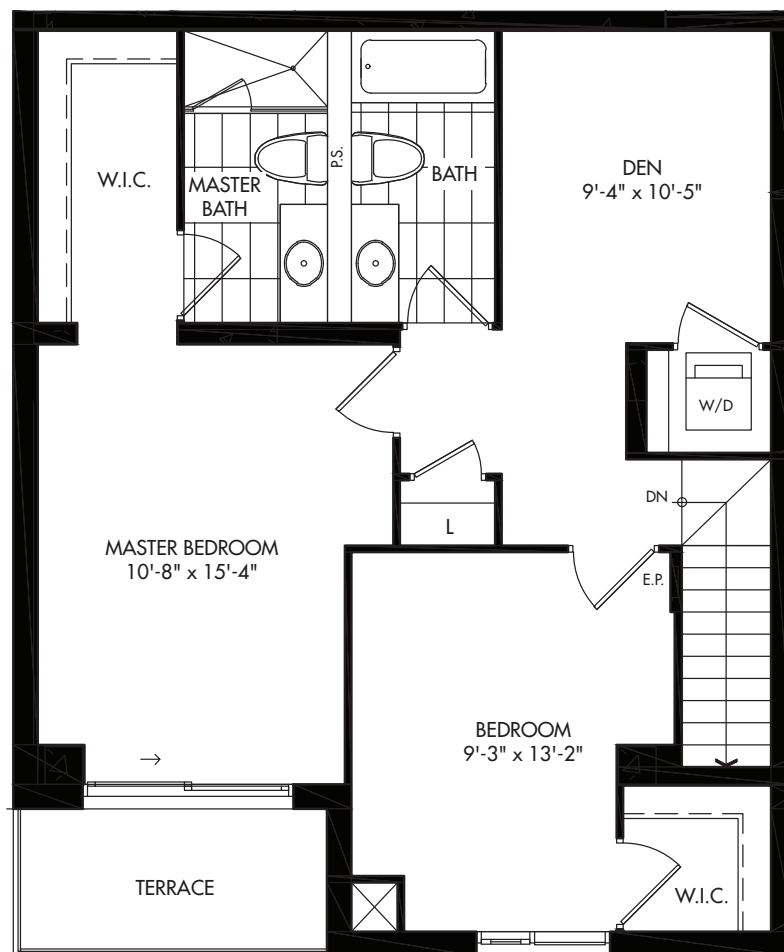 P.S.
DEN
9'-4" x 10'-5"
W.I.C.
MASTER
BATH
BATH
W/D
DN
L
MASTER BEDROOM
10'-8" x 15'-4"
E.P.
BEDROOM
9'-3" x 13'-2"
TERRACE
W.I.C.